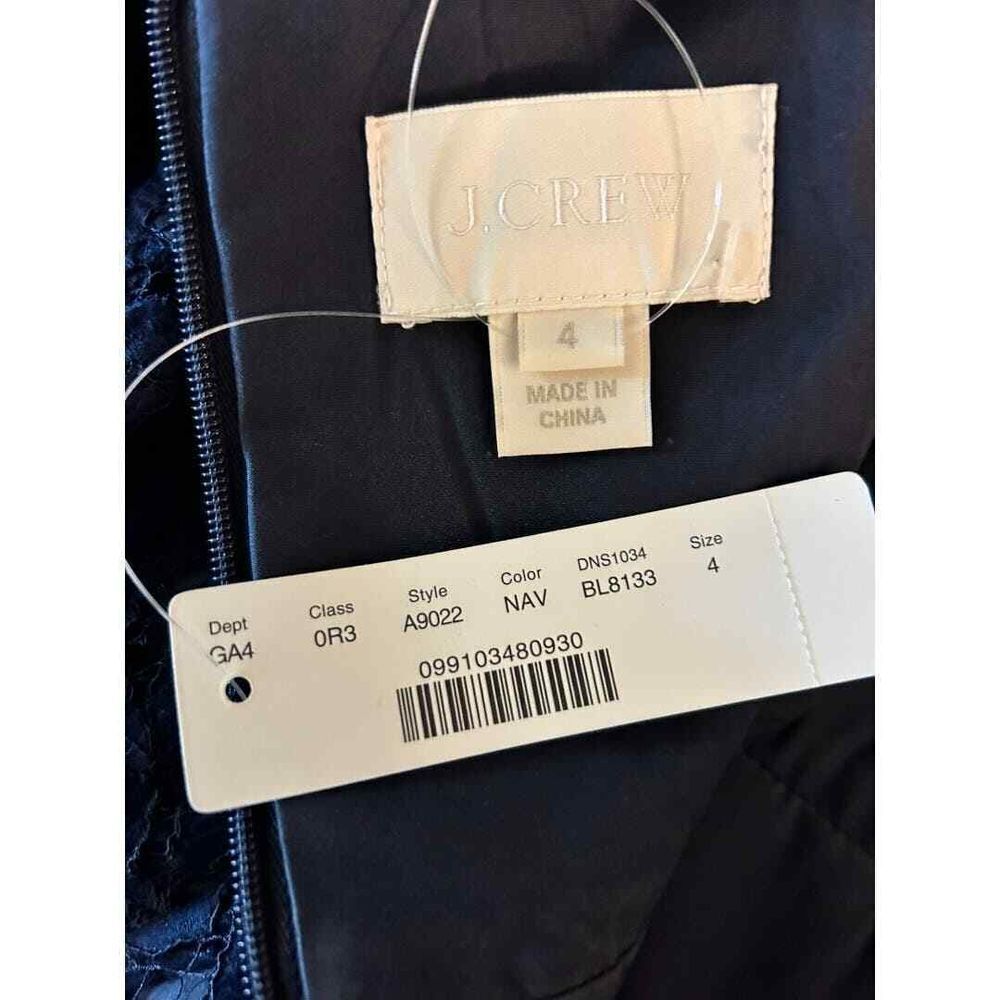 J.CREW
4
MADE IN
CHINA
Dept Class Style Color DNS1034 Size
GA4 0R3 A9022 NAV BL8133 4
099103480930